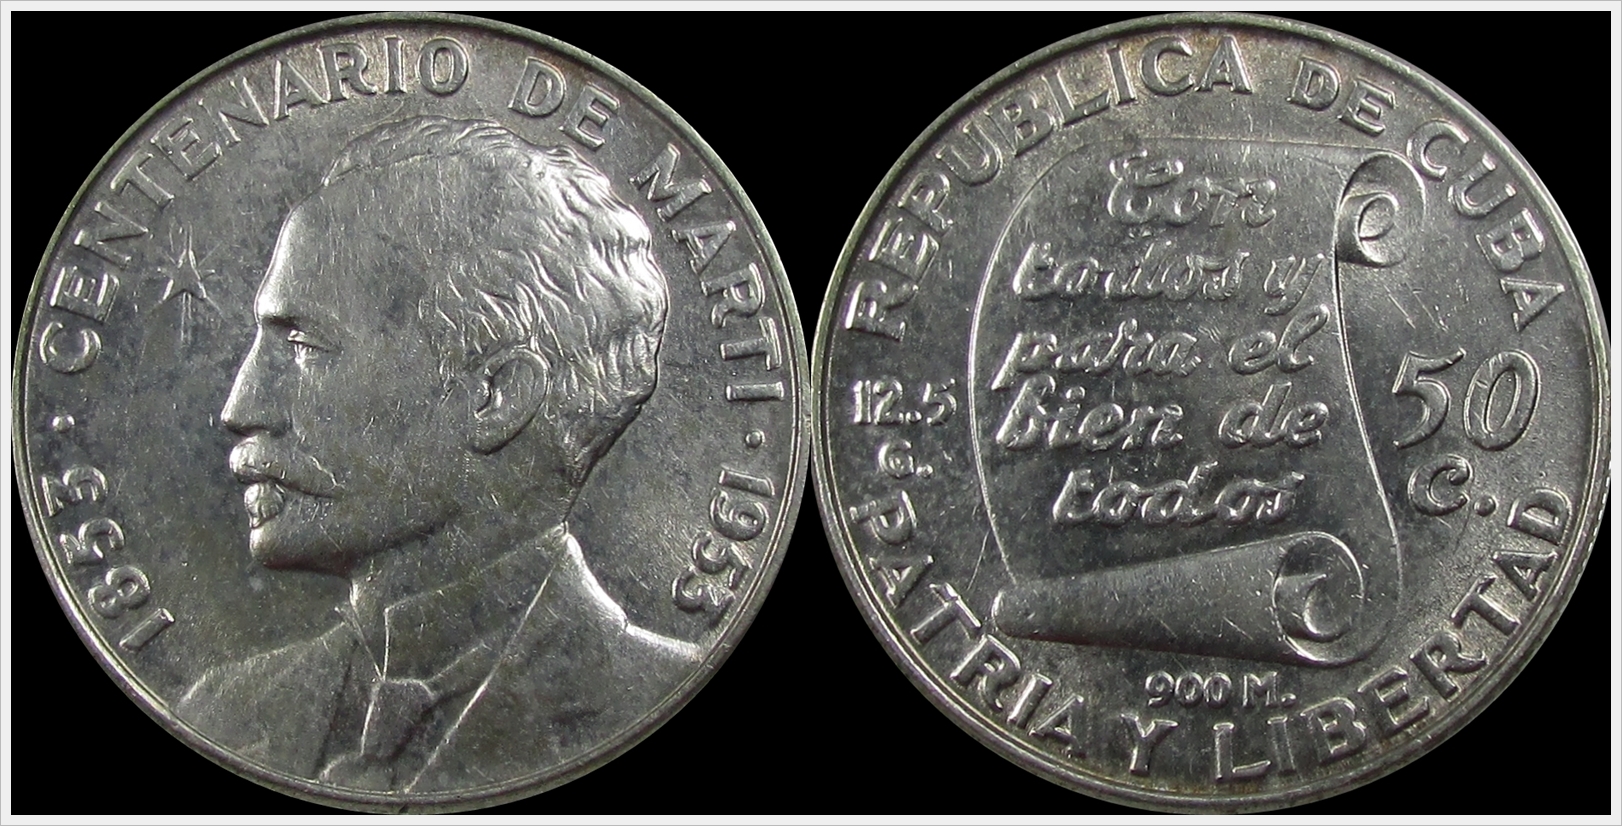 CENTENARIO DE MARTI
1853
1953
REPUBLICA DE CUBA
Con
todos y
para el
bien de
todos
12.5
G.
50
C.
900 M.
PATRIA Y LIBERTAD